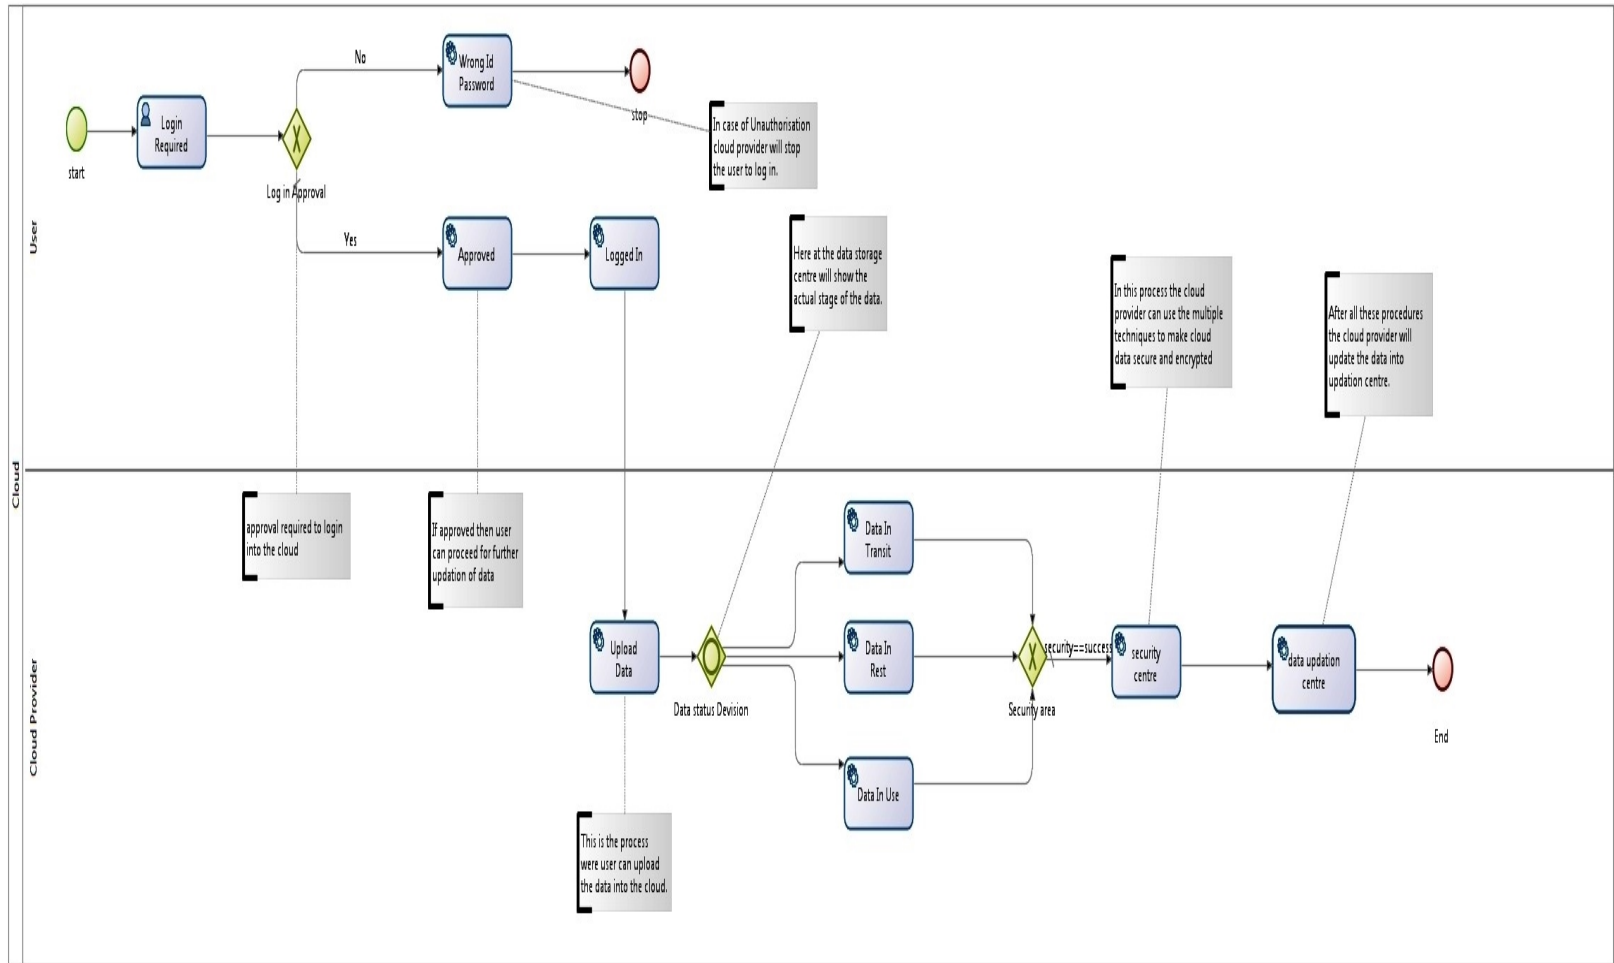 Cloud
User
start
Login
Required
Log in Approval
No
Wrong Id
Password
stop
In case of Unauthorisation
cloud provider will stop
the user to log in.
Yes
Approved
Logged In
Here at the data storage
centre will show the
actual stage of the data.
In this process the cloud
provider can use the multiple
techniques to make cloud
data secure and encrypted
After all these procedures
the cloud provider will
update the data into
updation centre.
Cloud Provider
approval required to login
into the cloud
If approved then user
can proceed for further
updation of data
Upload
Data
Data status Devision
Data In
Transit
Data In
Rest
Data In Use
security==success
Security area
security
centre
data updation
centre
End
This is the process
were user can upload
the data into the cloud.